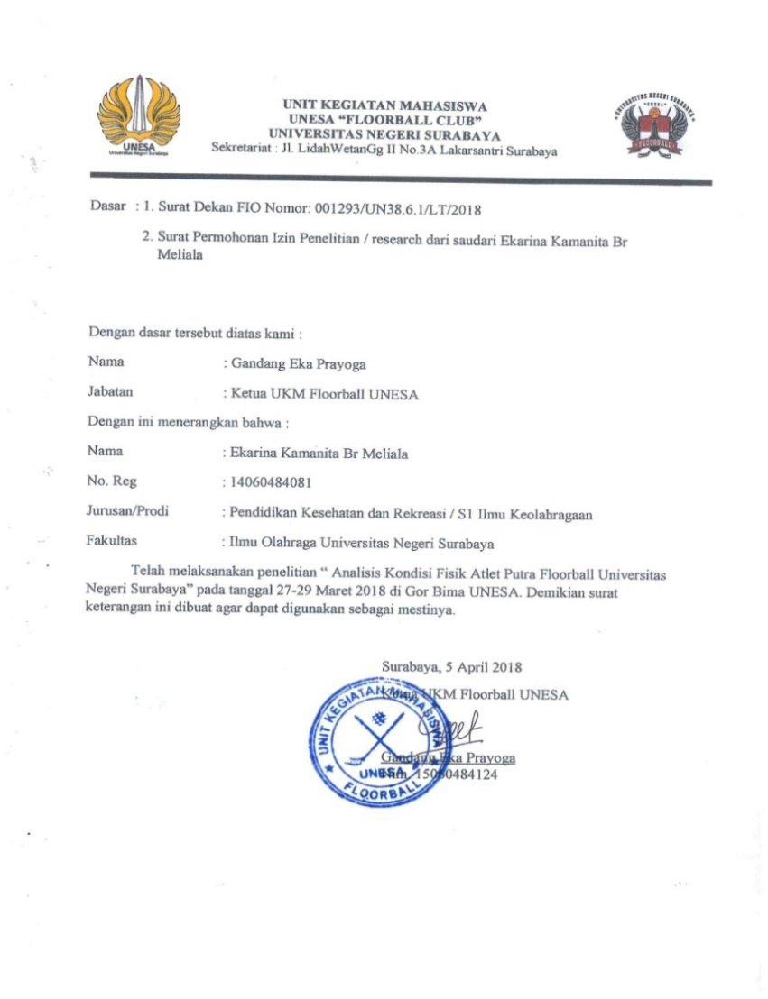 UNIT KEGIATAN MAHASISWA
UNESA “FLOORBALL CLUB”
UNIVERSITAS NEGERI SURABAYA
Sekretariat : Jl. LidahWetanGg II No.3A Lakarsantri Surabaya
UNESA
Universitas Negeri Surabaya
UNIVERSITAS NEGERI SURABAYA
UNESA
FLOORBALL
Dasar : 1. Surat Dekan FIO Nomor: 001293/UN38.6.1/LT/2018
2. Surat Permohonan Izin Penelitian / research dari saudari Ekarina Kamanita Br
Meliala
Dengan dasar tersebut diatas kami :
Nama : Gandang Eka Prayoga
Jabatan : Ketua UKM Floorball UNESA
Dengan ini menerangkan bahwa :
Nama : Ekarina Kamanita Br Meliala
No. Reg : 14060484081
Jurusan/Prodi : Pendidikan Kesehatan dan Rekreasi / S1 Ilmu Keolahragaan
Fakultas : Ilmu Olahraga Universitas Negeri Surabaya
Telah melaksanakan penelitian “ Analisis Kondisi Fisik Atlet Putra Floorball Universitas
Negeri Surabaya” pada tanggal 27-29 Maret 2018 di Gor Bima UNESA. Demikian surat
keterangan ini dibuat agar dapat digunakan sebagai mestinya.
Surabaya, 5 April 2018
Ketua UKM Floorball UNESA
Gandang Eka Prayoga
Nim. 15060484124
UNIT KEGIATAN MAHASISWA
UNESA
FLOORBALL